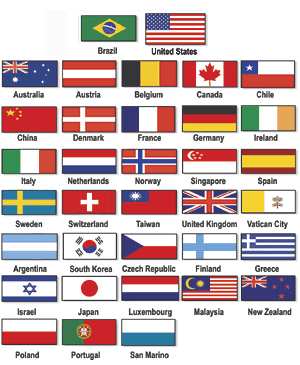 Brazil United States
Australia Austria Belgium Canada Chile
China Denmark France Germany Ireland
Italy Netherlands Norway Singapore Spain
Sweden Switzerland Taiwan United Kingdom Vatican City
Argentina South Korea Czech Republic Finland Greece
Israel Japan Luxembourg Malaysia New Zealand
Poland Portugal San Marino